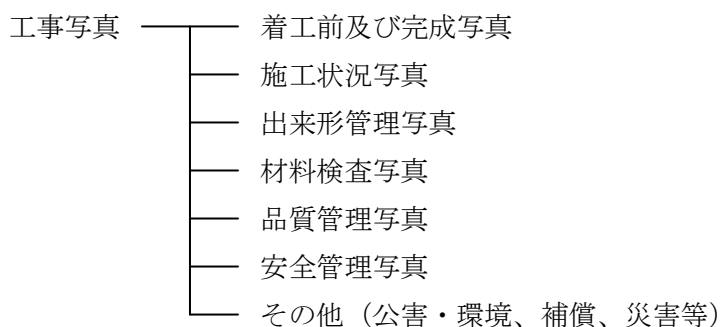 工事写真 着工前及び完成写真
施工状況写真
出来形管理写真
材料検査写真
品質管理写真
安全管理写真
その他（公害・環境、補償、災害等）